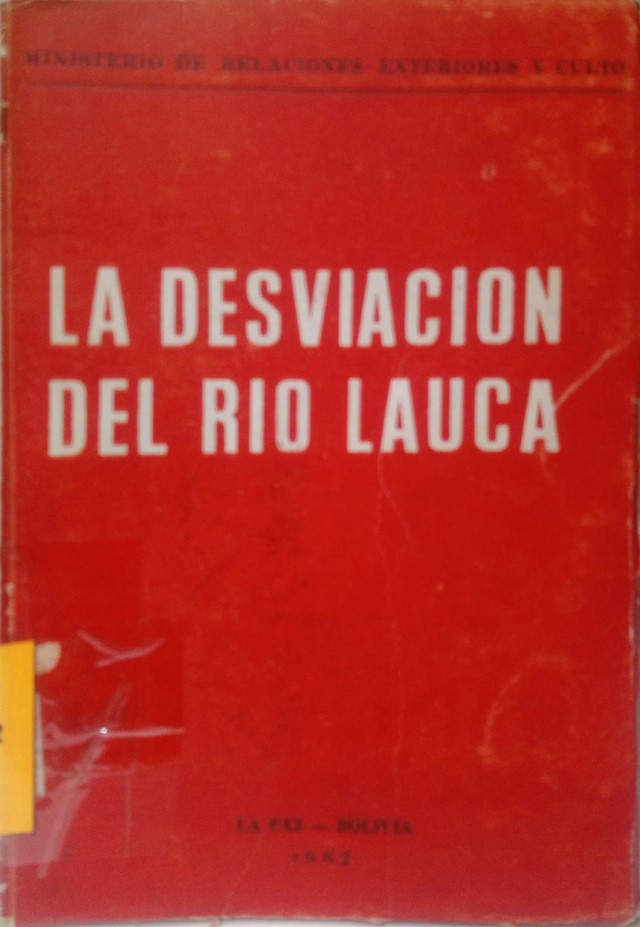 MINISTERIO DE RELACIONES EXTERIORES Y CULTO
LA DESVIACION
DEL RIO LAUCA
LA PAZ — BOLIVIA
1962